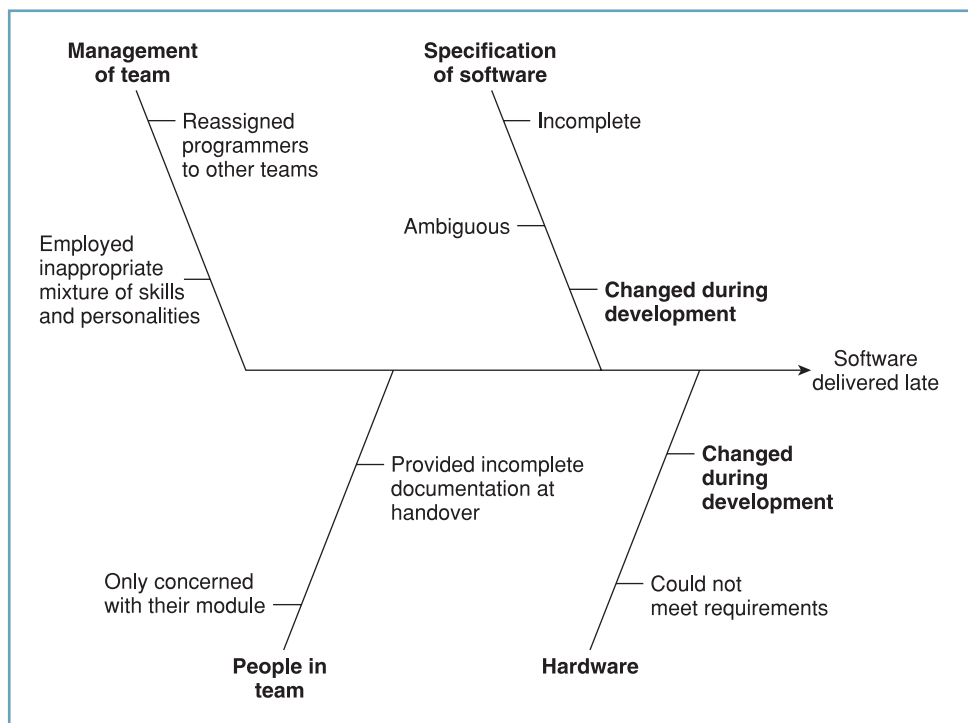 Management
of team
Specification
of software
Reassigned
programmers
to other teams
Incomplete
Ambiguous
Employed
inappropriate
mixture of skills
and personalities
Changed during
development
Software
delivered late
Provided incomplete
documentation at
handover
Changed
during
development
Only concerned
with their module
Could not
meet requirements
People in
team
Hardware